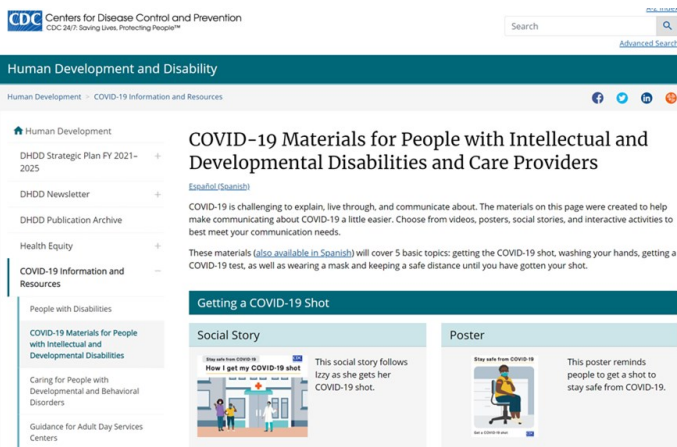 CDC Centers for Disease Control and Prevention
CDC 24/7: Saving Lives, Protecting People™
A-Z Index
Search
Advanced Search
Human Development and Disability
Human Development > COVID-19 Information and Resources
Human Development
DHDD Strategic Plan FY 2021–
2025
DHDD Newsletter
DHDD Publication Archive
Health Equity
COVID-19 Information and
Resources
People with Disabilities
COVID-19 Materials for People
with Intellectual and
Developmental Disabilities
Caring for People with
Developmental and Behavioral
Disorders
Guidance for Adult Day Services
Centers
COVID-19 Materials for People with Intellectual and
Developmental Disabilities and Care Providers
Español (Spanish)
COVID-19 is challenging to explain, live through, and communicate about. The materials on this page were created to help
make communicating about COVID-19 a little easier. Choose from videos, posters, social stories, and interactive activities to
best meet your communication needs.
These materials (also available in Spanish) will cover 5 basic topics: getting the COVID-19 shot, washing your hands, getting a
COVID-19 test, as well as wearing a mask and keeping a safe distance until you have gotten your shot.
Getting a COVID-19 Shot
Social Story
Stay safe from COVID-19
CDC
How I get my COVID-19 shot
This social story follows
Izzy as she gets her
COVID-19 shot.
Poster
Stay safe from COVID-19
Get a COVID-19 shot
CDC
This poster reminds
people to get a shot to
stay safe from COVID-19.